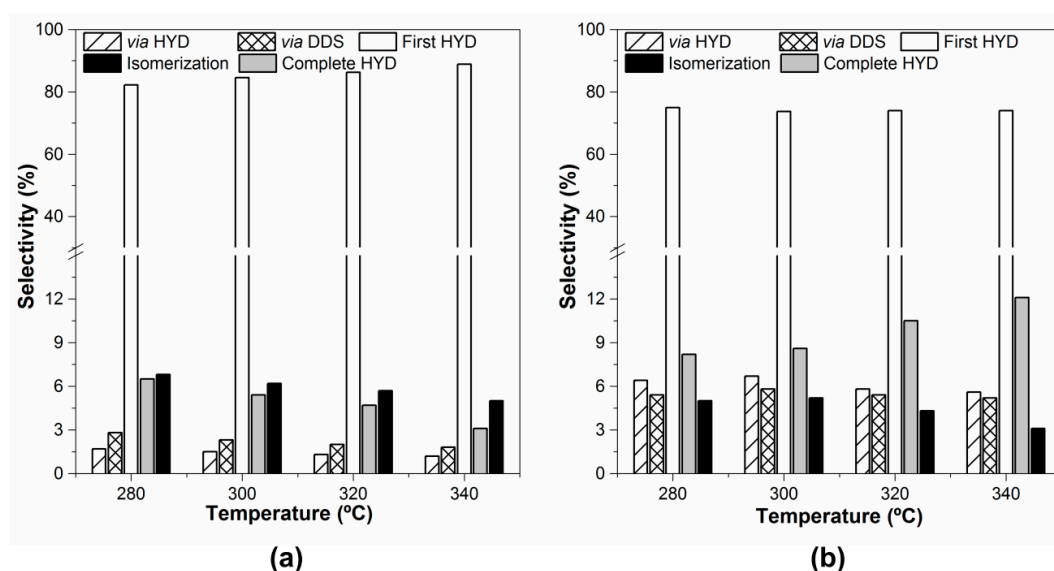 100
80
60
40
12
9
6
3
0
Selectivity (%)
via HYD
via DDS
First HYD
Isomerization
Complete HYD
280
300
320
340
Temperature (ºC)
(a)
100
80
60
40
12
9
6
3
0
Selectivity (%)
via HYD
via DDS
First HYD
Isomerization
Complete HYD
280
300
320
340
Temperature (ºC)
(b)